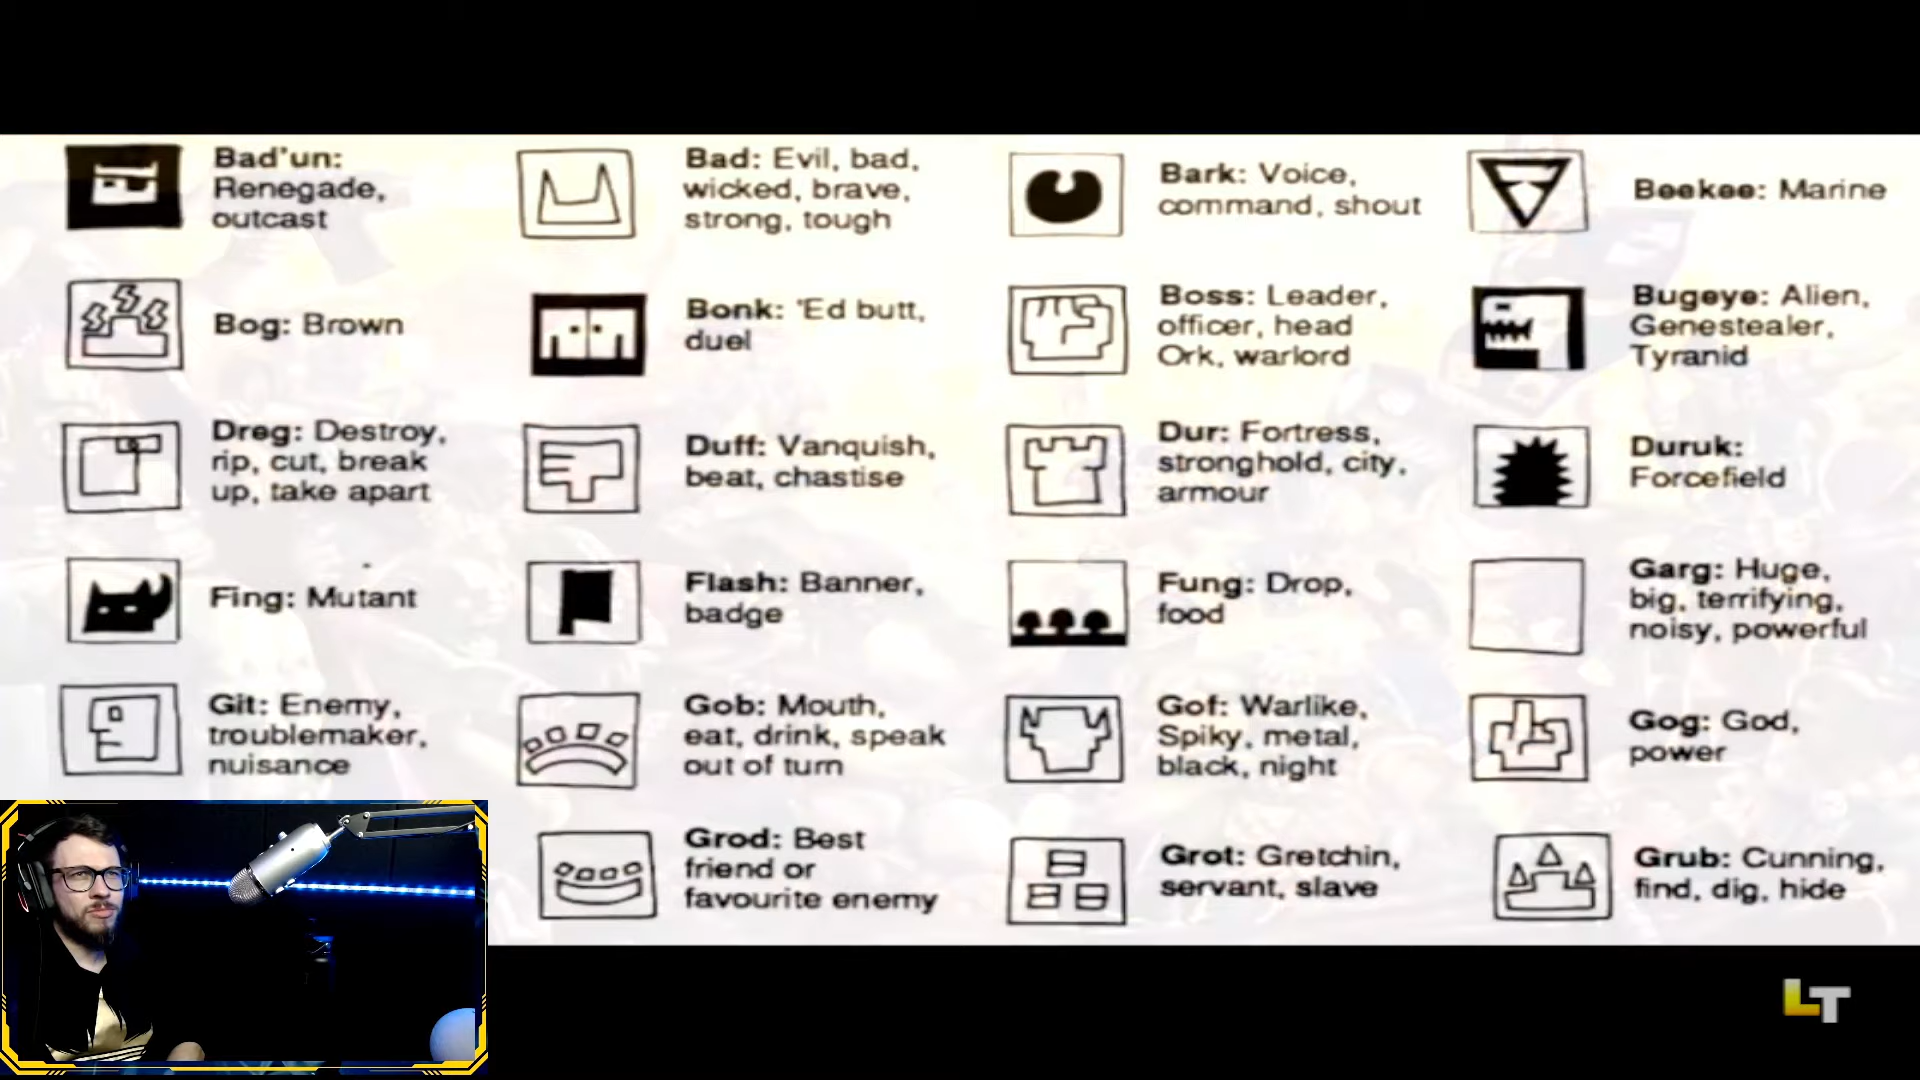 Bad'un:
Renegade,
outcast
Bad: Evil, bad,
wicked, brave,
strong, tough
Bark: Voice,
command, shout
Beekee: Marine
Bog: Brown
Bonk: 'Ed butt,
duel
Boss: Leader,
officer, head
Ork, warlord
Bugeye: Alien,
Genestealer,
Tyranid
Dreg: Destroy,
rip, cut, break
up, take apart
Duff: Vanquish,
beat, chastise
Dur: Fortress,
stronghold, city,
armour
Duruk:
Forcefield
Fing: Mutant
Flash: Banner,
badge
Fung: Drop,
food
Garg: Huge,
big, terrifying,
noisy, powerful
Git: Enemy,
troublemaker,
nuisance
Gob: Mouth,
eat, drink, speak
out of turn
Gof: Warlike,
Spiky, metal,
black, night
Gog: God,
power
Grod: Best
friend or
favourite enemy
Grot: Gretchin,
servant, slave
Grub: Cunning,
find, dig, hide
LT